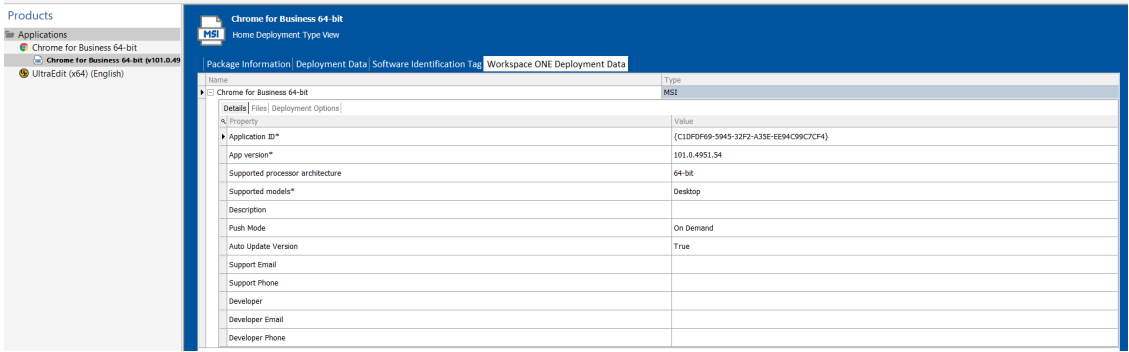 Products
Applications
Chrome for Business 64-bit
Chrome for Business 64-bit (v101.0.49
UltraEdit (x64) (English)
MSI
Chrome for Business 64-bit
Home Deployment Type View
Package Information Deployment Data Software Identification Tag Workspace ONE Deployment Data
Name Type
Chrome for Business 64-bit MSI
Details Files Deployment Options
Property Value
Application ID* {C1DFDF69-5945-32F2-A35E-EE94C99C7CF4}
App version* 101.0.4951.54
Supported processor architecture 64-bit
Supported models* Desktop
Description
Push Mode On Demand
Auto Update Version True
Support Email
Support Phone
Developer
Developer Email
Developer Phone